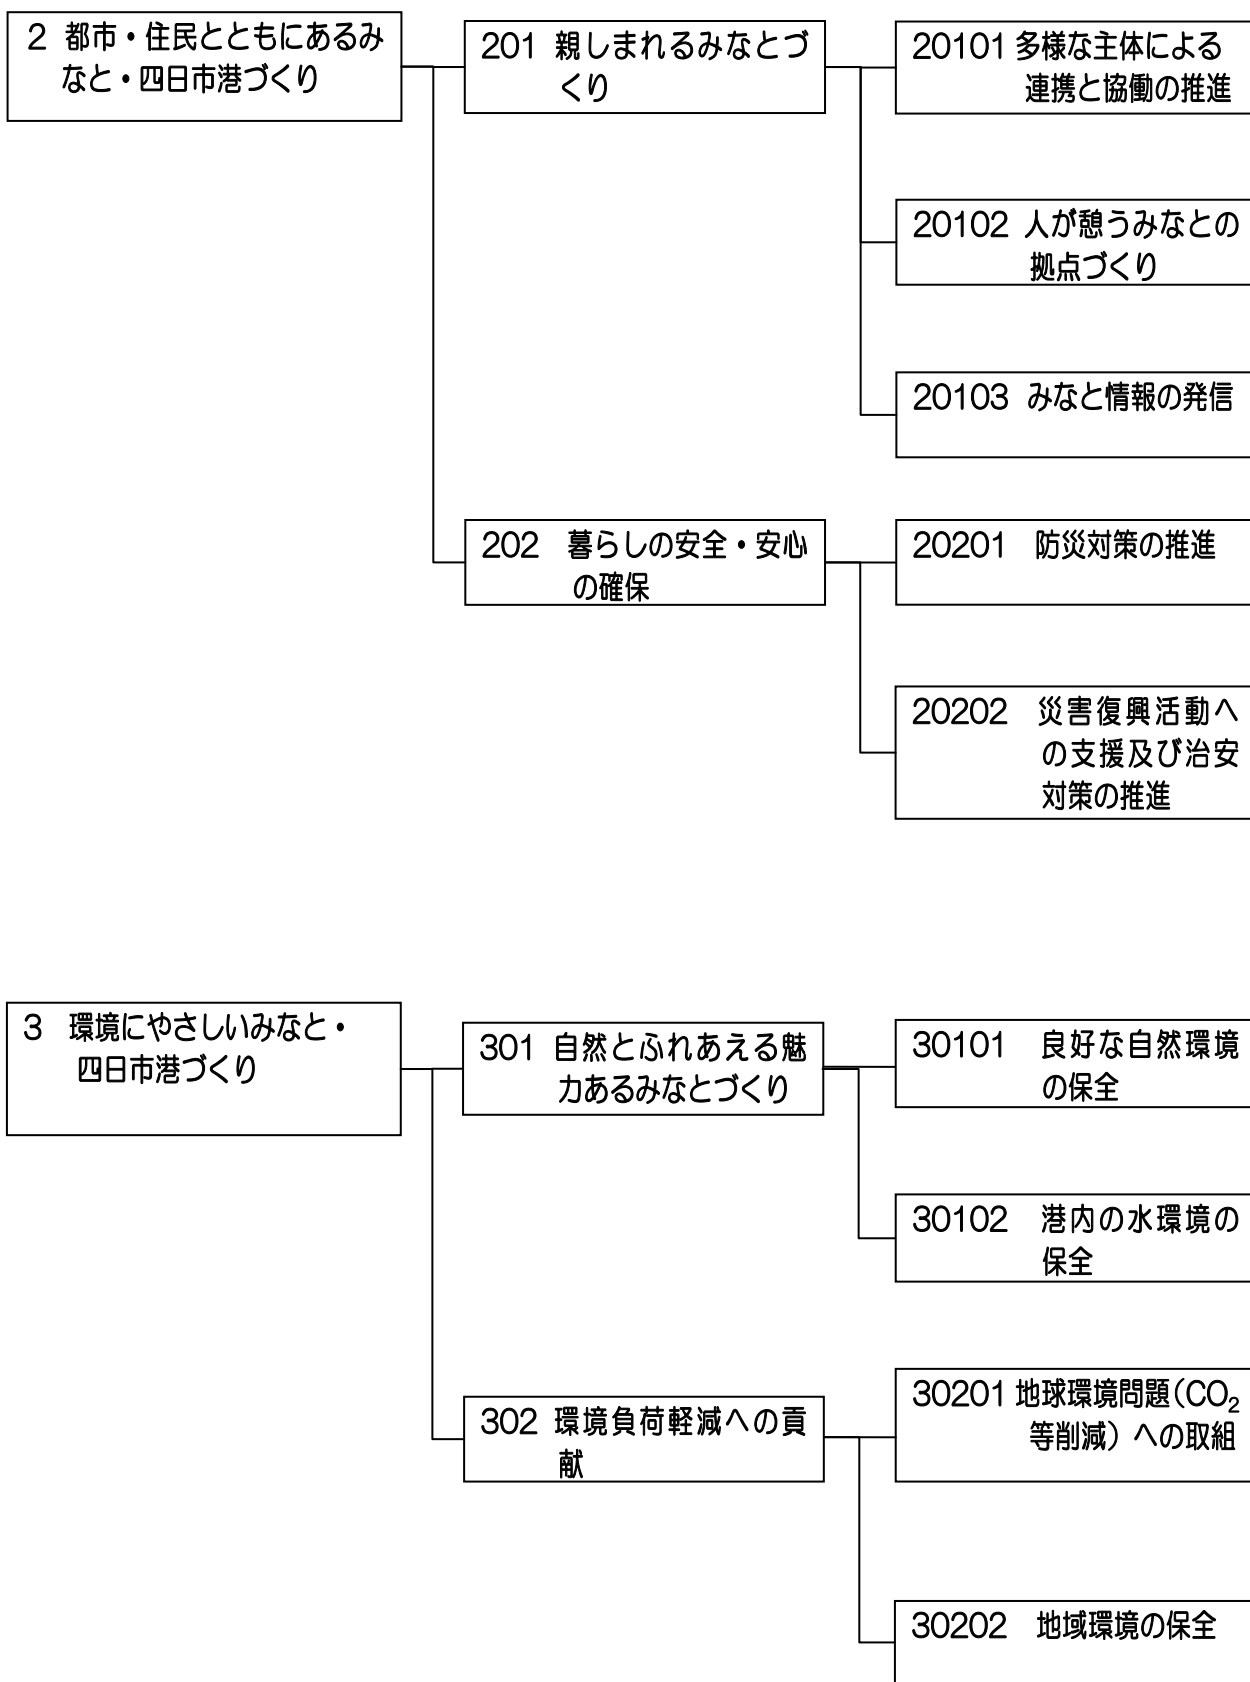 2 都市・住民とともにあるみ
なと・四日市港づくり
201 親しまれるみなとづ
くり
20101 多様な主体による
連携と協働の推進
20102 人が憩うみなとの
拠点づくり
20103 みなと情報の発信
202 暮らしの安全・安心
の確保
20201 防災対策の推進
20202 災害復興活動へ
の支援及び治安
対策の推進
3 環境にやさしいみなと・
四日市港づくり
301 自然とふれあえる魅
力あるみなとづくり
30101 良好な自然環境
の保全
30102 港内の水環境の
保全
302 環境負荷軽減への貢
献
30201 地球環境問題（CO₂
等削減）への取組
30202 地域環境の保全